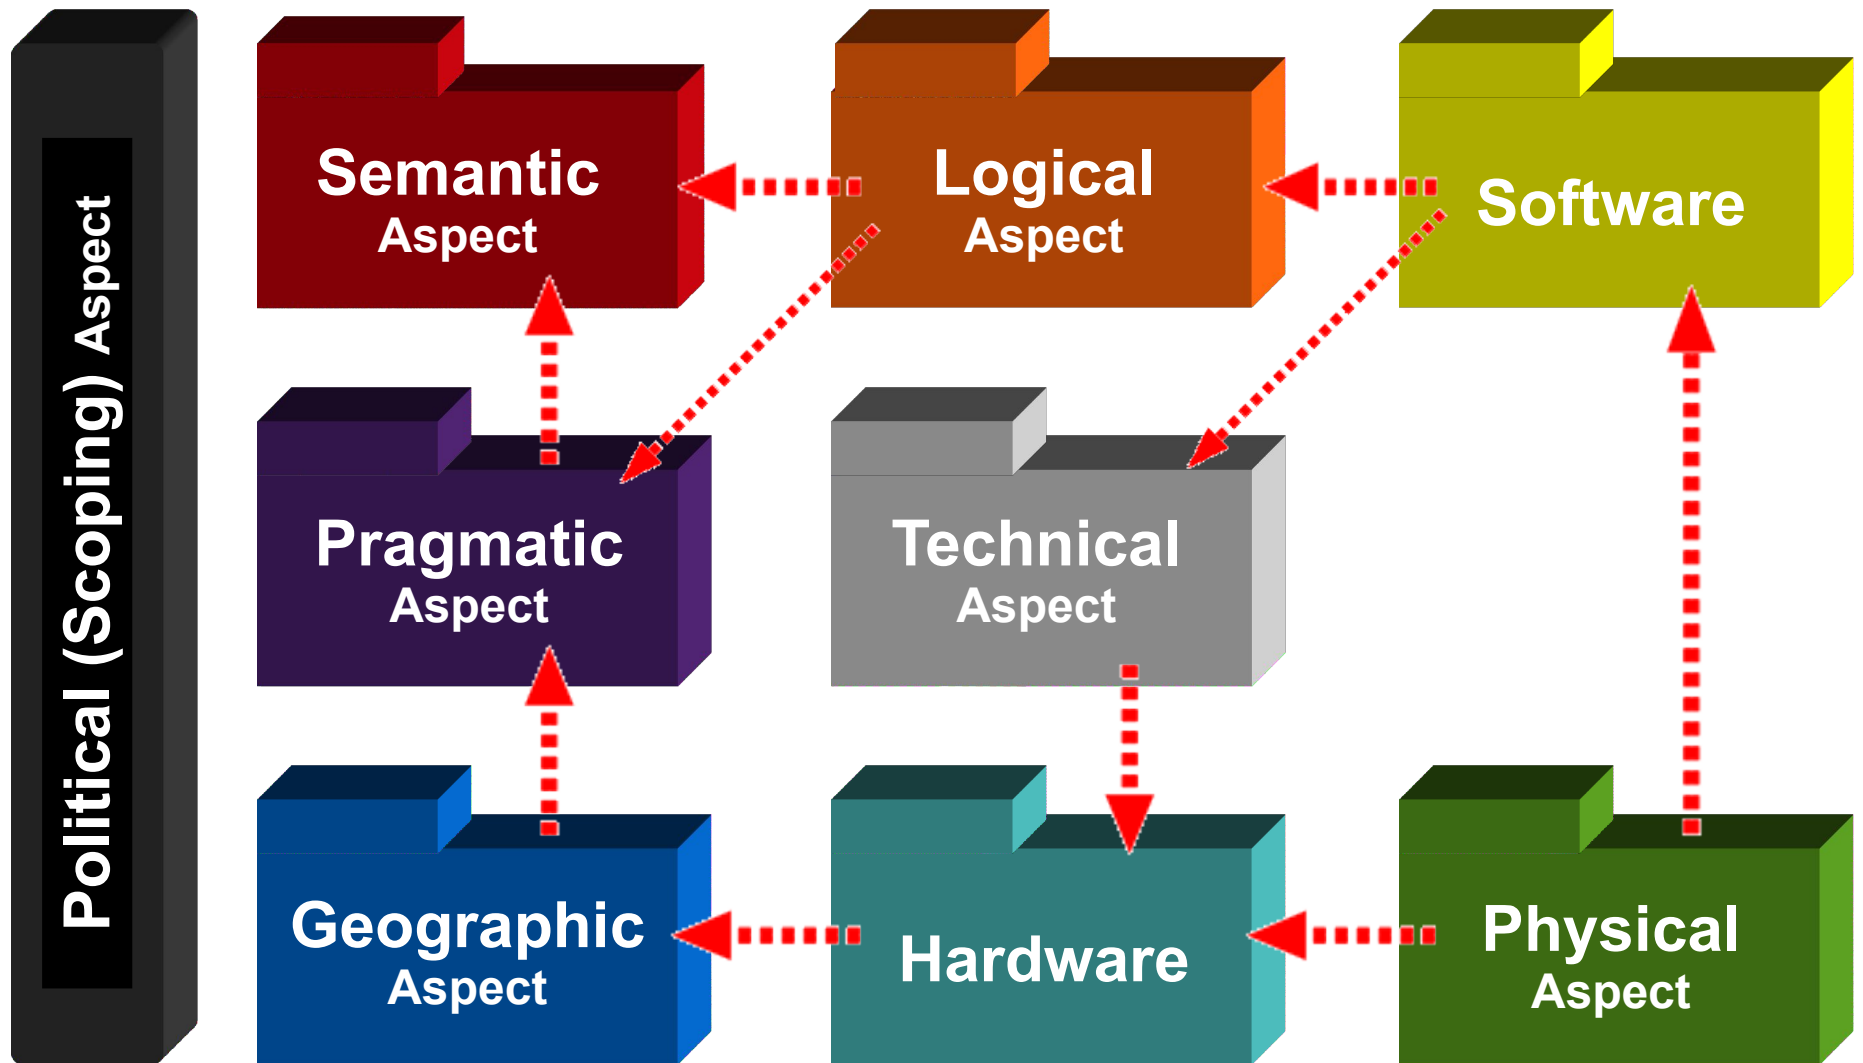 Political (Scoping) Aspect
Semantic
Aspect
Logical
Aspect
Software
Pragmatic
Aspect
Technical
Aspect
Geographic
Aspect
Hardware
Physical
Aspect